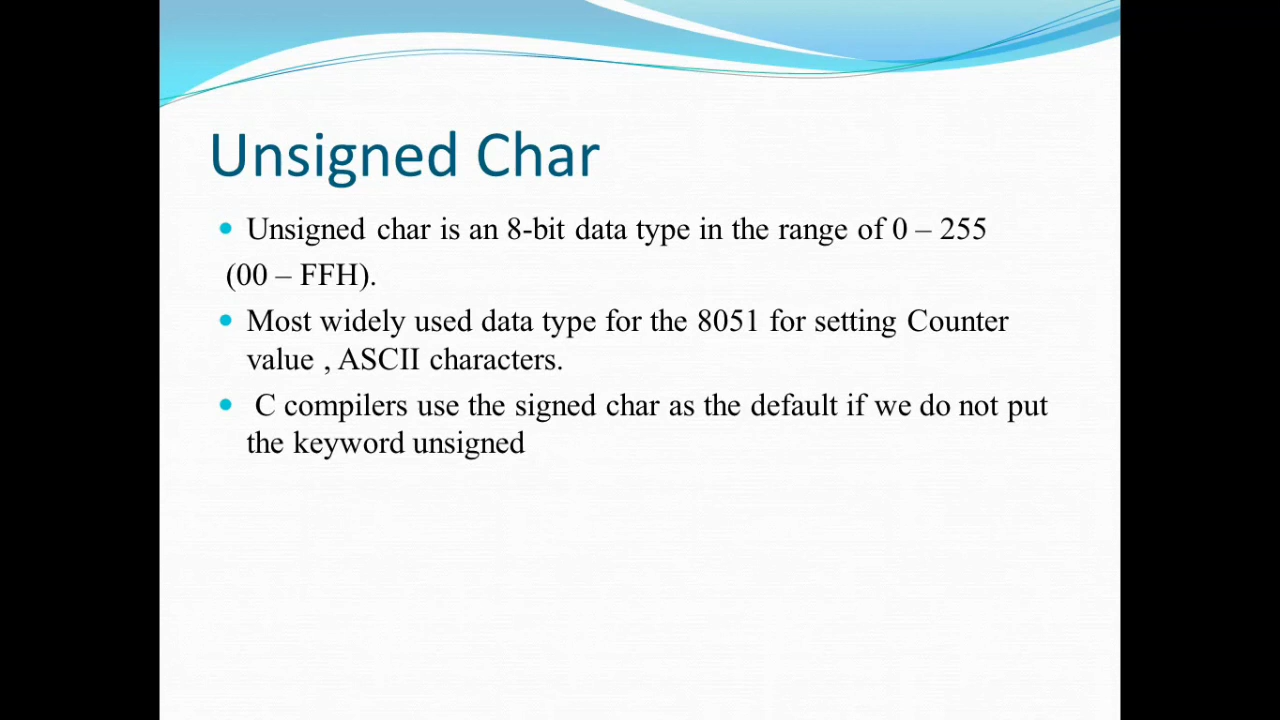 Unsigned Char
• Unsigned char is an 8-bit data type in the range of 0 – 255
(00 – FFH).
• Most widely used data type for the 8051 for setting Counter
value , ASCII characters.
• C compilers use the signed char as the default if we do not put
the keyword unsigned